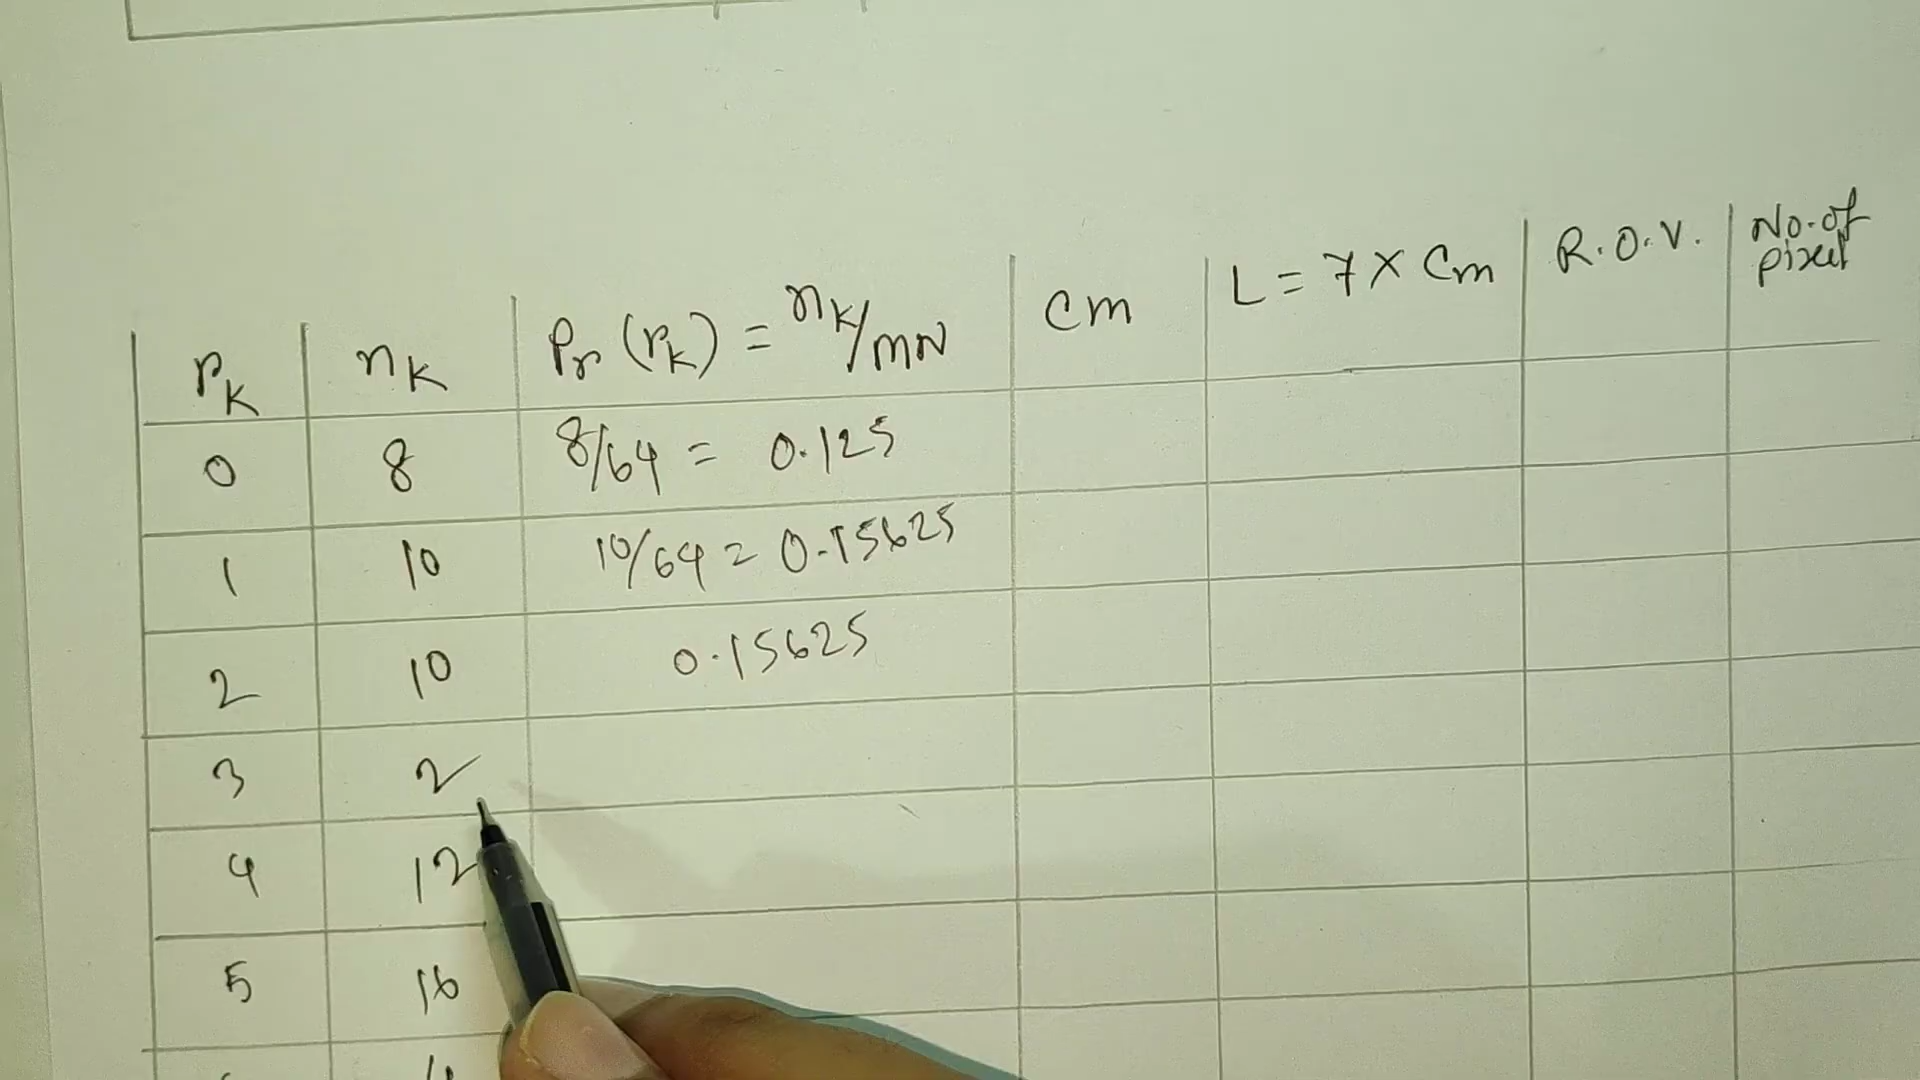 rK nK Pr (rK) = nK/MN Cm L = 7 X Cm R.O.V. No. of pixel
0 8 8/64 = 0.125
1 10 10/64 = 0.15625
2 10 0.15625
3 2
4 12
5 16